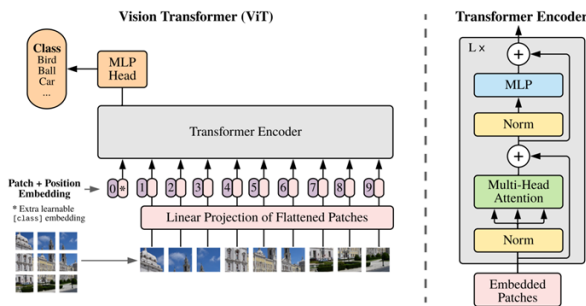 Vision Transformer (ViT)
Class
Bird
Ball
Car
...
MLP
Head
Transformer Encoder
Patch + Position
Embedding
* Extra learnable
[class] embedding
0 * 1 2 3 4 5 6 7 8 9
Linear Projection of Flattened Patches
Transformer Encoder
L x
+
MLP
Norm
+
Multi-Head
Attention
Norm
Embedded
Patches